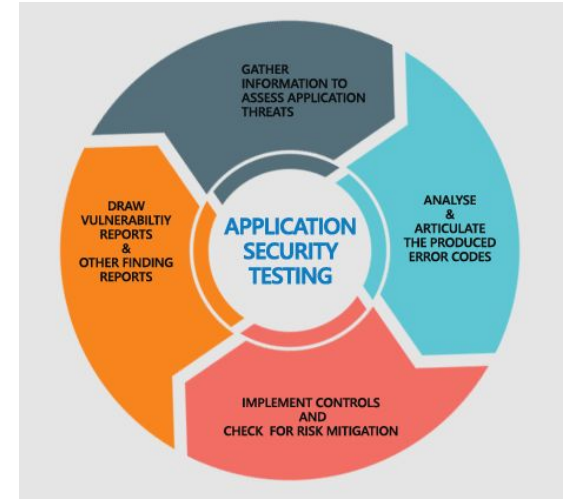 GATHER
INFORMATION TO
ASSESS APPLICATION
THREATS
ANALYSE
&
ARTICULATE
THE PRODUCED
ERROR CODES
IMPLEMENT CONTROLS
AND
CHECK FOR RISK MITIGATION
DRAW
VULNERABILTIY
REPORTS
&
OTHER FINDING
REPORTS
APPLICATION
SECURITY
TESTING